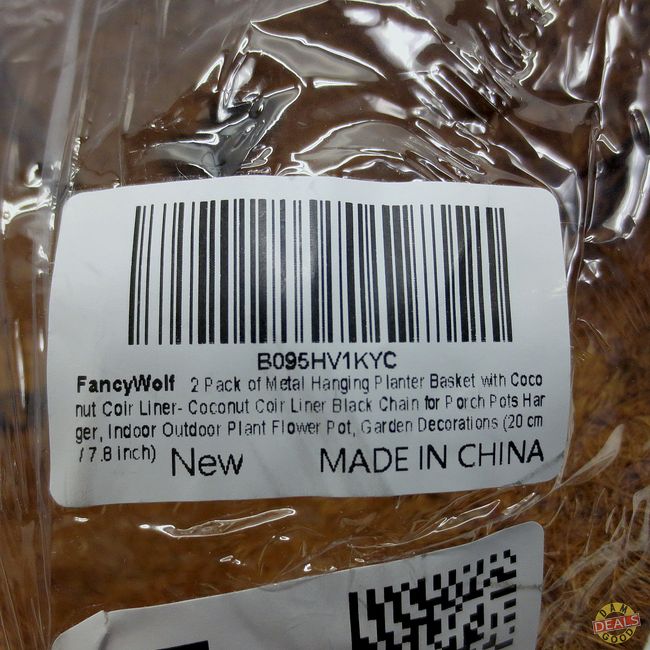 B095HV1KYC
FancyWolf 2 Pack of Metal Hanging Planter Basket with Coco
nut Coir Liner- Coconut Coir Liner Black Chain for Porch Pots Han
ger, Indoor Outdoor Plant Flower Pot, Garden Decorations (20 cm
/ 7.8 inch)
New MADE IN CHINA
DAMN
DEALS
GOOD